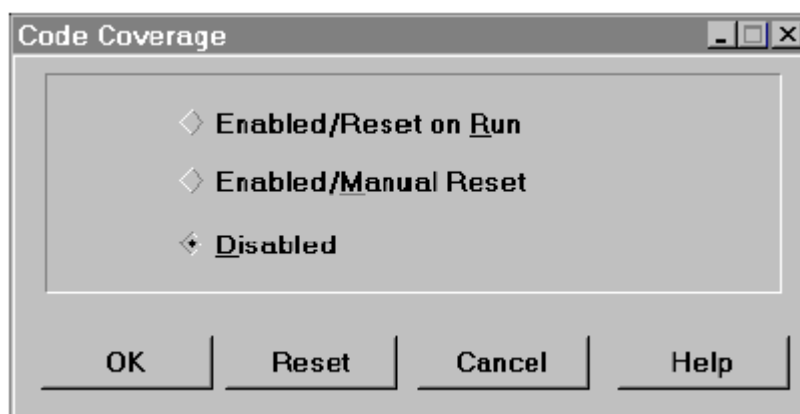 Code Coverage
Enabled/Reset on Run
Enabled/Manual Reset
Disabled
OK Reset Cancel Help